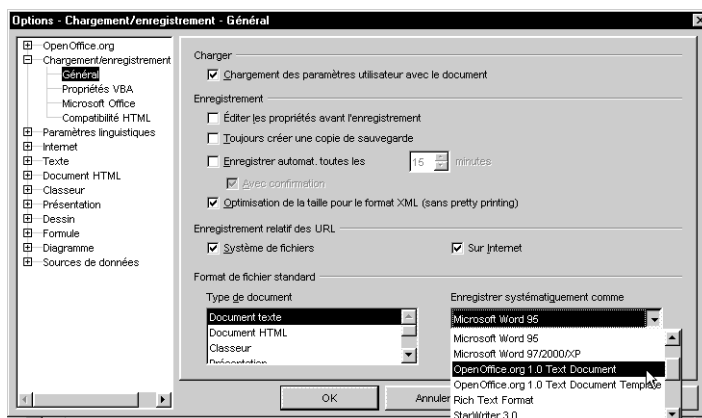 Options - Chargement/enregistrement - Général
OpenOffice.org
Chargement/enregistrement
Général
Propriétés VBA
Microsoft Office
Compatibilité HTML
Paramètres linguistiques
Internet
Texte
Document HTML
Classeur
Présentation
Dessin
Formule
Diagramme
Sources de données
Charger
Chargement des paramètres utilisateur avec le document
Enregistrement
Éditer les propriétés avant l'enregistrement
Toujours créer une copie de sauvegarde
Enregistrer automat. toutes les 15 minutes
Avec confirmation
Optimisation de la taille pour le format XML (sans pretty printing)
Enregistrement relatif des URL
Système de fichiers
Sur Internet
Format de fichier standard
Type de document
Document texte
Document HTML
Classeur
Présentation
Enregistrer systématiquement comme
Microsoft Word 95
Microsoft Word 95
Microsoft Word 97/2000/XP
OpenOffice.org 1.0 Text Document
OpenOffice.org 1.0 Text Document Template
Rich Text Format
StarWriter 3.0
OK
Annuler